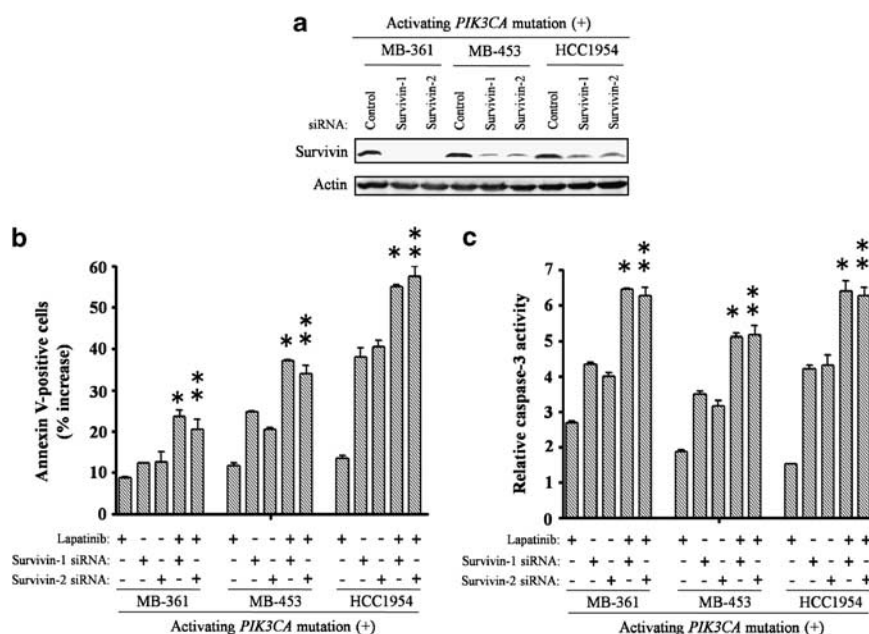 a
Activating PIK3CA mutation (+)
MB-361 MB-453 HCC1954
siRNA: Control Survivin-1 Survivin-2 Control Survivin-1 Survivin-2 Control Survivin-1 Survivin-2
Survivin
Actin
b
Annexin V-positive cells
(% increase)
60
50
40
30
20
10
0
* ** * ** * **
Lapatinib: + - - + + + - - + + + - - + +
Survivin-1 siRNA: - + - + - - + - + - - + - + -
Survivin-2 siRNA: - - + - + - - + - + - - + - +
MB-361 MB-453 HCC1954
Activating PIK3CA mutation (+)
c
Relative caspase-3 activity
7
6
5
4
3
2
1
0
* ** * ** * **
Lapatinib: + - - + + + - - + + + - - + +
Survivin-1 siRNA: - + - + - - + - + - - + - + -
Survivin-2 siRNA: - - + - + - - + - + - - + - +
MB-361 MB-453 HCC1954
Activating PIK3CA mutation (+)